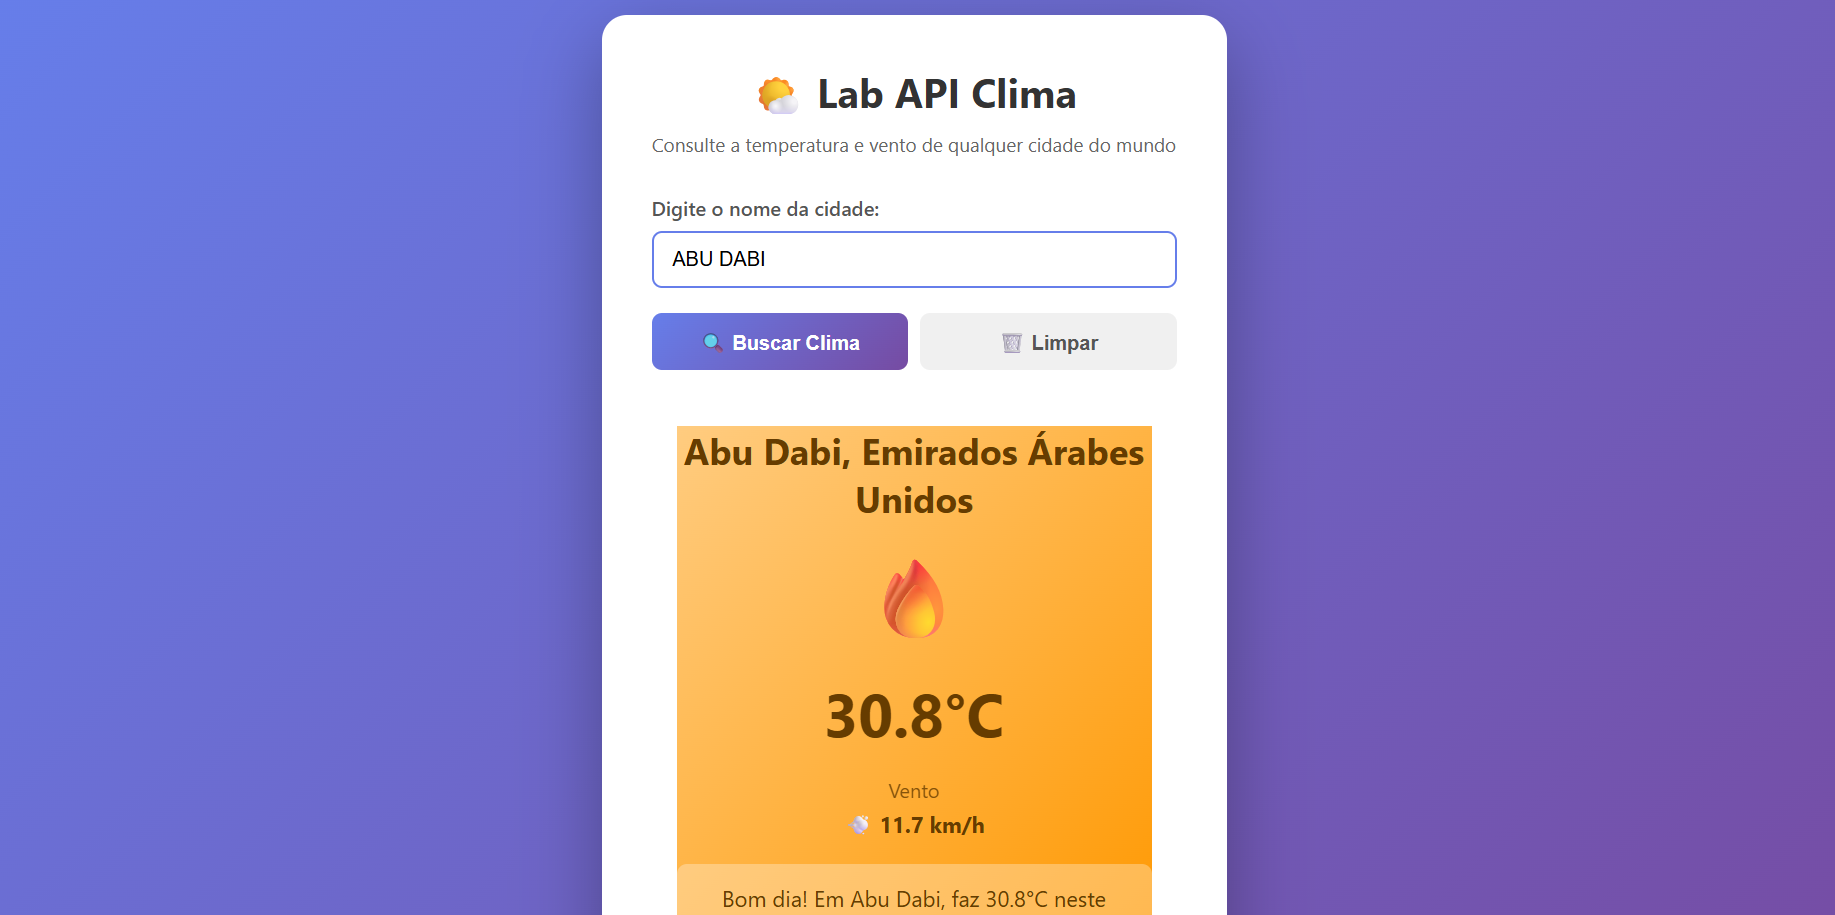 Lab API Clima
Consulte a temperatura e vento de qualquer cidade do mundo
Digite o nome da cidade:
ABU DABI
Buscar Clima
Limpar
Abu Dabi, Emirados Árabes
Unidos
30.8°C
Vento
11.7 km/h
Bom dia! Em Abu Dabi, faz 30.8°C neste